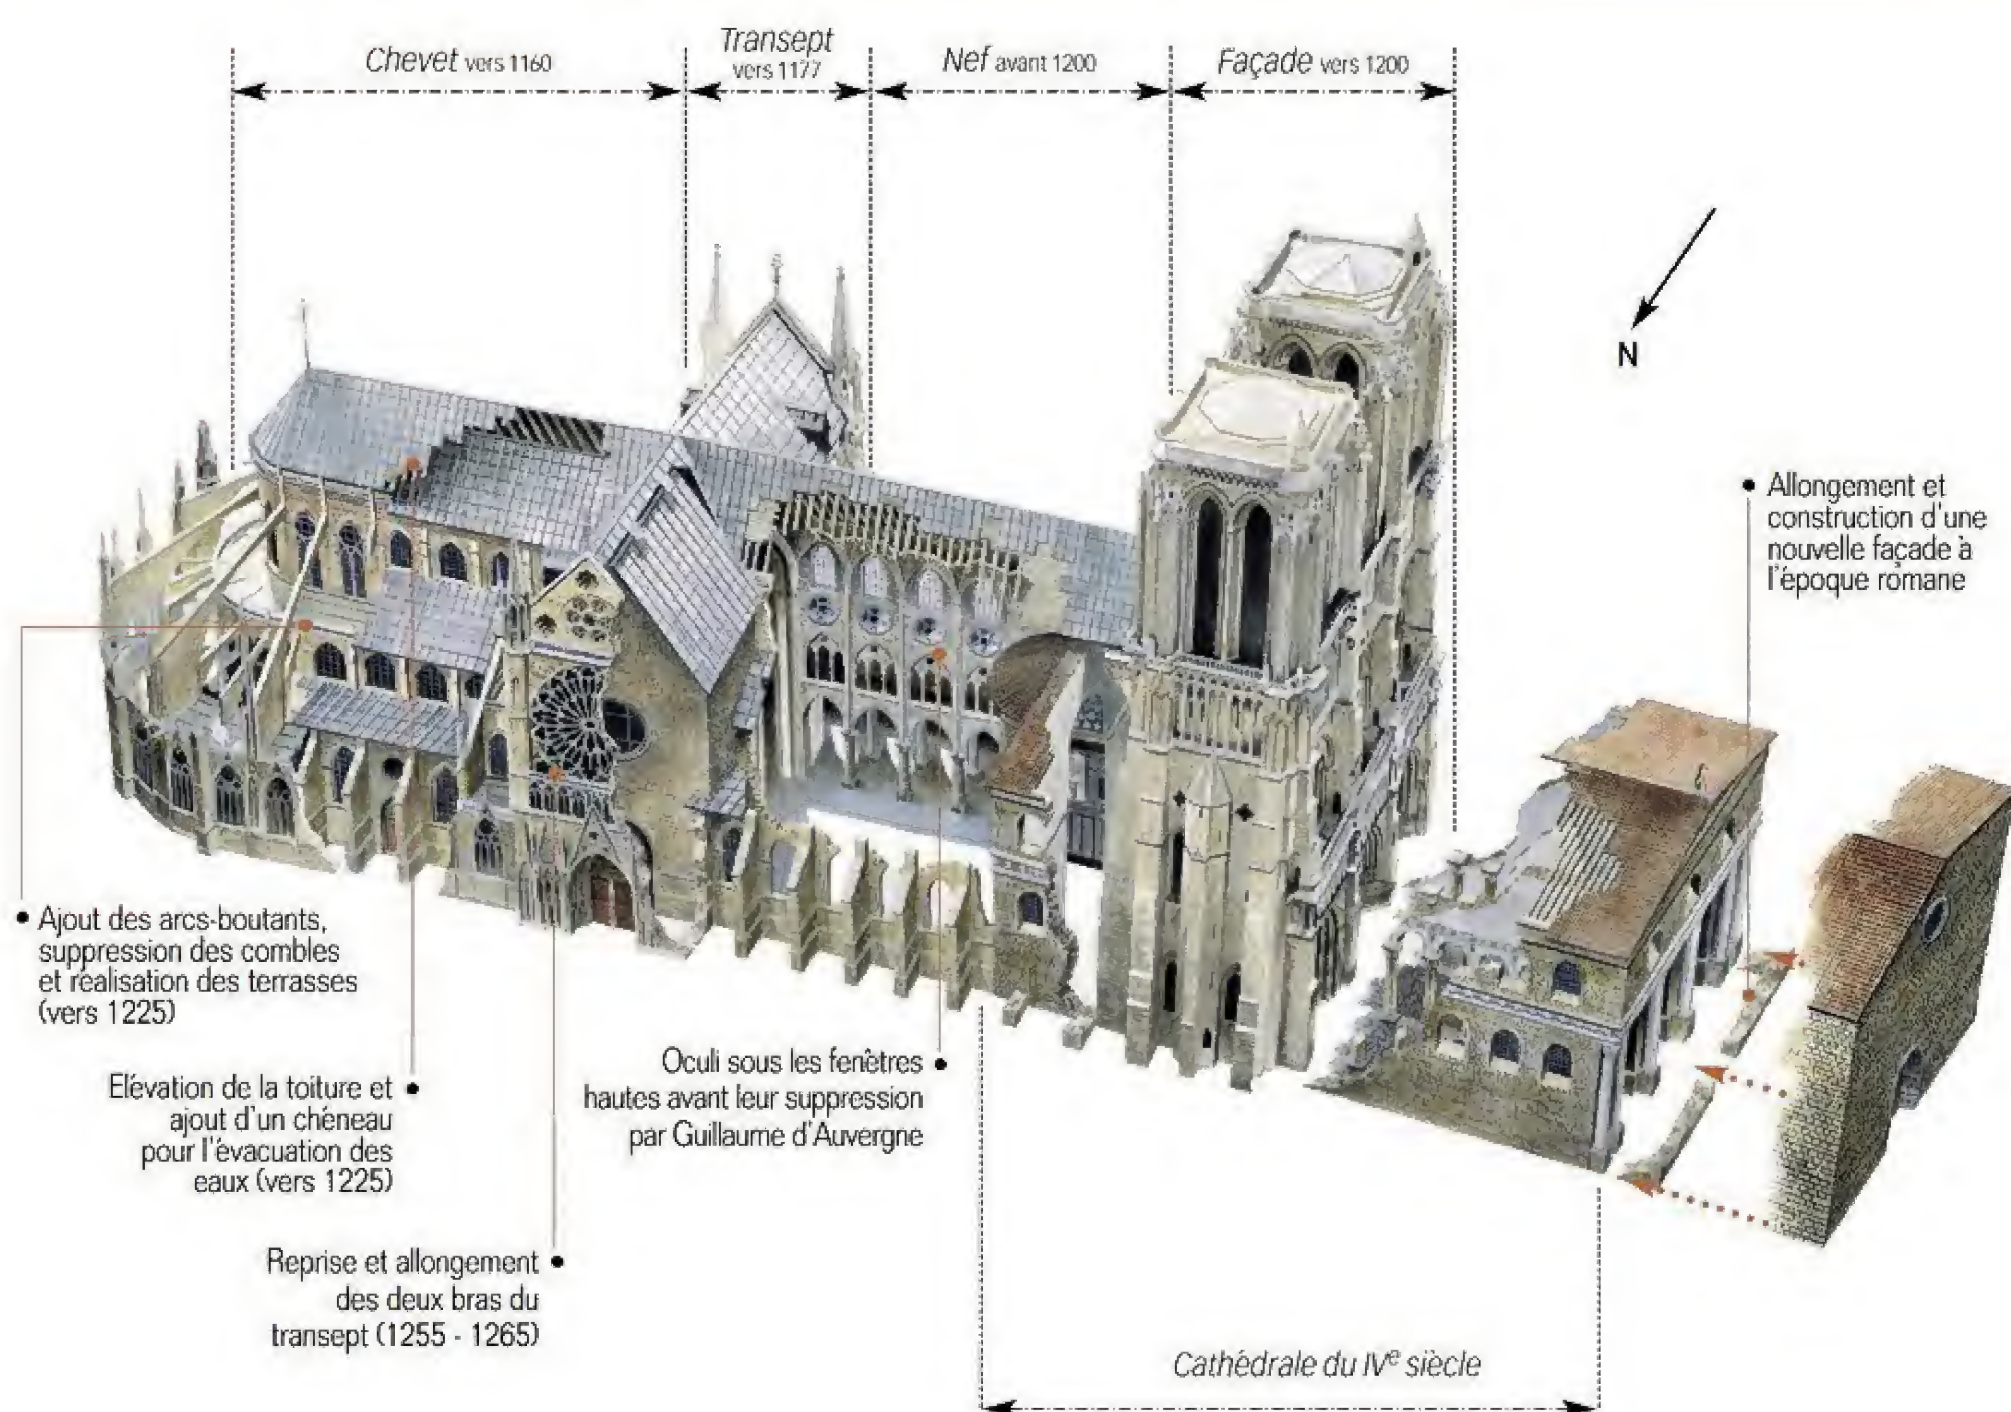 Chevet vers 1160
Transept
vers 1177
Nef avant 1200
Façade vers 1200
N
• Allongement et
construction d'une
nouvelle façade à
l'époque romane
• Ajout des arcs-boutants,
suppression des combles
et réalisation des terrasses
(vers 1225)
Elévation de la toiture et •
ajout d'un chéneau
pour l'évacuation des
eaux (vers 1225)
Oculi sous les fenêtres •
hautes avant leur suppression
par Guillaume d'Auvergne
Reprise et allongement •
des deux bras du
transept (1255 - 1265)
Cathédrale du IVe siècle